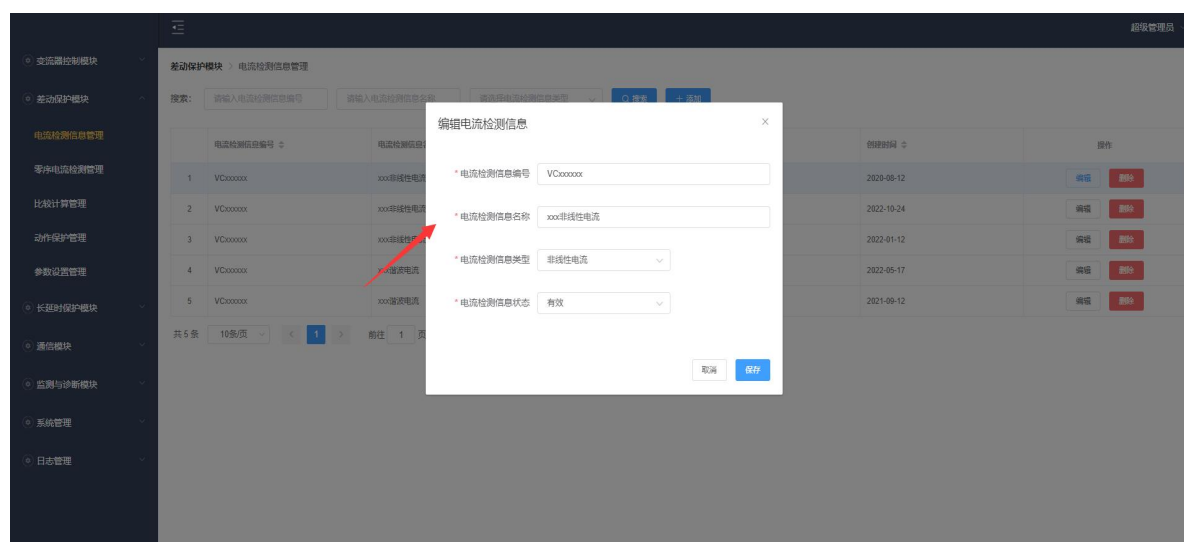 超级管理员
变流器控制模块
差动保护模块
电流检测信息管理
零序电流检测管理
比较计算管理
动作保护管理
参数设置管理
长延时保护模块
通信模块
监测与诊断模块
系统管理
日志管理
差动保护模块 > 电流检测信息管理
搜索: 请输入电流检测信息编号 请输入电流检测信息名称 请选择电流检测信息类型 搜索 + 添加
电流检测信息编号 电流检测信息 创建时间 操作
1 VCxxxxxx xxx非线性电流 2020-08-12 编辑 删除
2 VCxxxxxx xxx非线性电流 2022-10-24 编辑 删除
3 VCxxxxxx xxx非线性电流 2022-01-12 编辑 删除
4 VCxxxxxx xxx谐波电流 2022-05-17 编辑 删除
5 VCxxxxxx xxx谐波电流 2021-09-12 编辑 删除
共 5 条 10条/页 < 1 > 前往 1 页
编辑电流检测信息 ×
* 电流检测信息编号 VCxxxxxx
* 电流检测信息名称 xxx非线性电流
* 电流检测信息类型 非线性电流
* 电流检测信息状态 有效
取消 保存